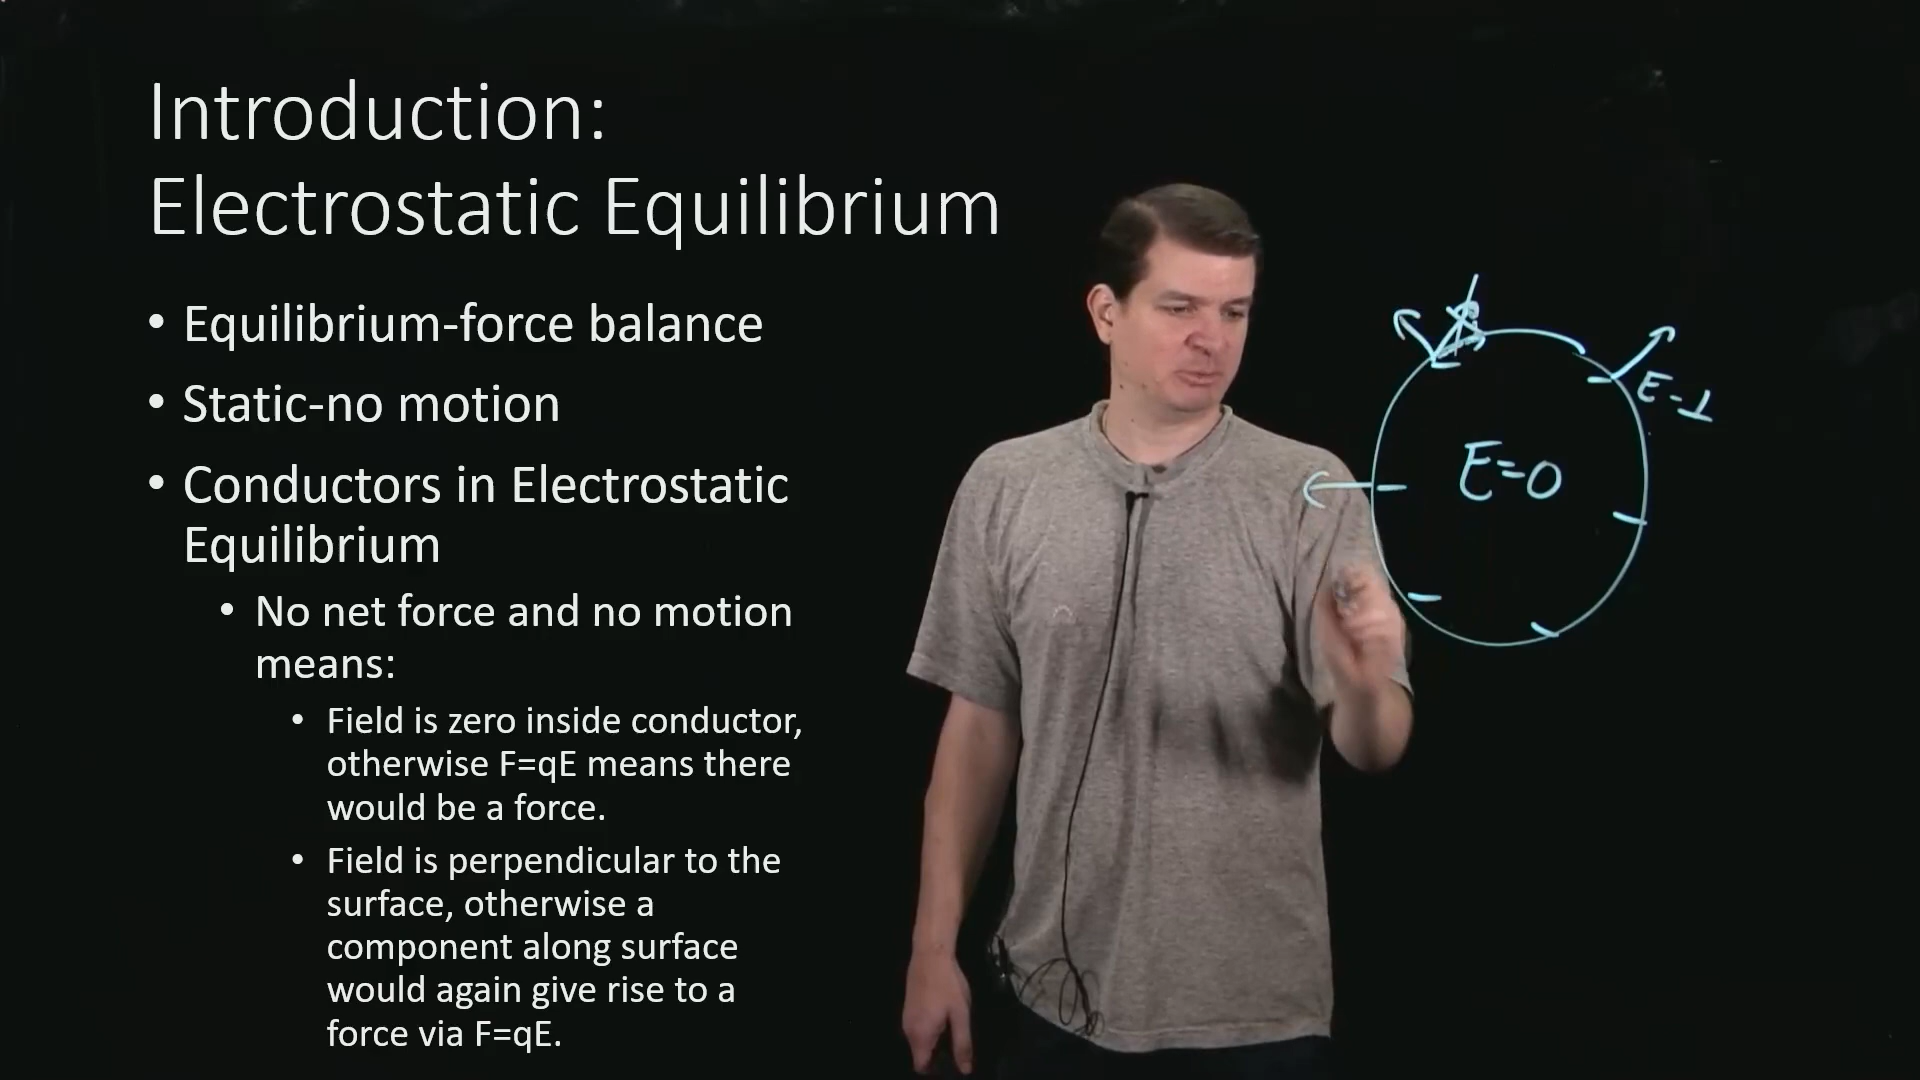 Introduction:
Electrostatic Equilibrium
• Equilibrium-force balance
• Static-no motion
• Conductors in Electrostatic
Equilibrium
• No net force and no motion
means:
• Field is zero inside conductor,
otherwise F=qE means there
would be a force.
• Field is perpendicular to the
surface, otherwise a
component along surface
would again give rise to a
force via F=qE.
E-⊥
E=0